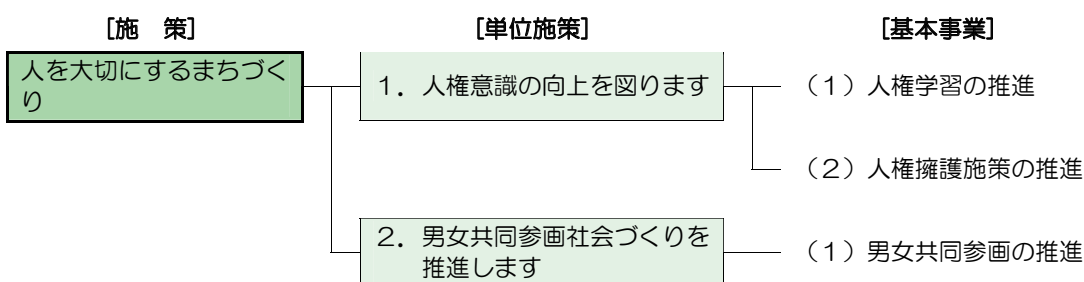 [施　策]
[単位施策]
[基本事業]
人を大切にするまちづく
り
１．人権意識の向上を図ります
（１）人権学習の推進
（２）人権擁護施策の推進
２．男女共同参画社会づくりを
推進します
（１）男女共同参画の推進